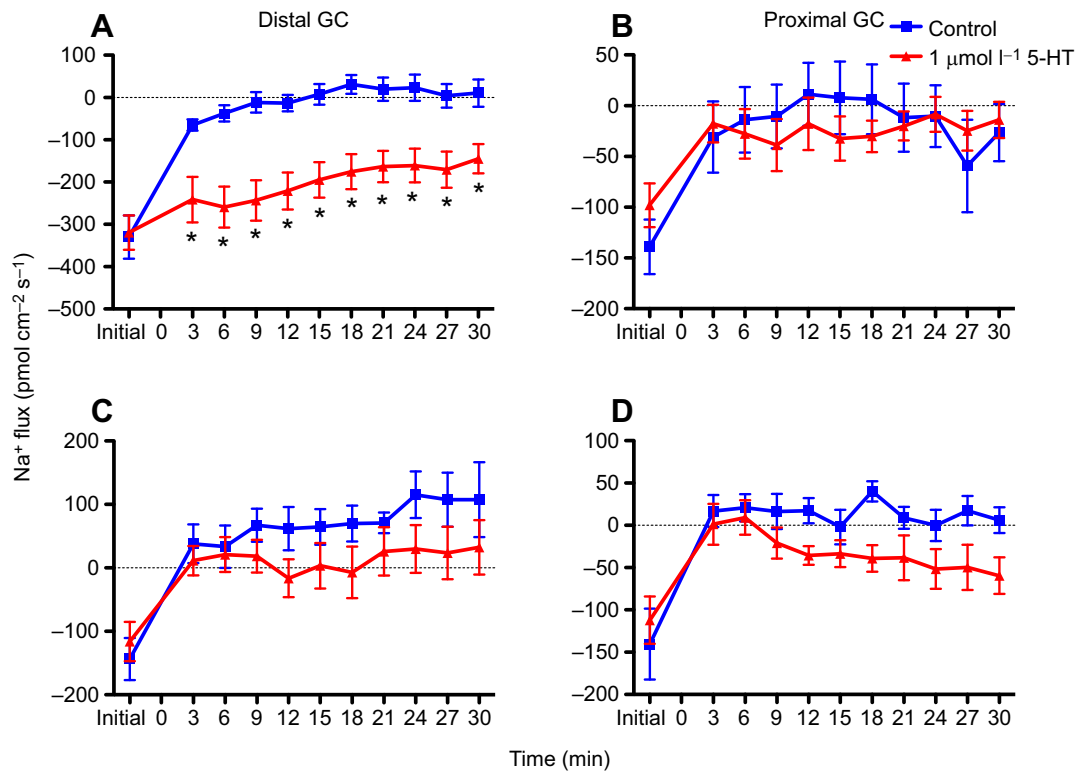 A
Distal GC
B
Proximal GC
Control
1 μmol l⁻¹ 5-HT
100
0
–100
–200
–300
–400
–500
* * * * * * * * * *
Initial 0 3 6 9 12 15 18 21 24 27 30
50
0
–50
–100
–150
–200
Initial 0 3 6 9 12 15 18 21 24 27 30
Na⁺ flux (pmol cm⁻² s⁻¹)
C
200
100
0
–100
–200
Initial 0 3 6 9 12 15 18 21 24 27 30
D
100
50
0
–50
–100
–150
–200
Initial 0 3 6 9 12 15 18 21 24 27 30
Time (min)